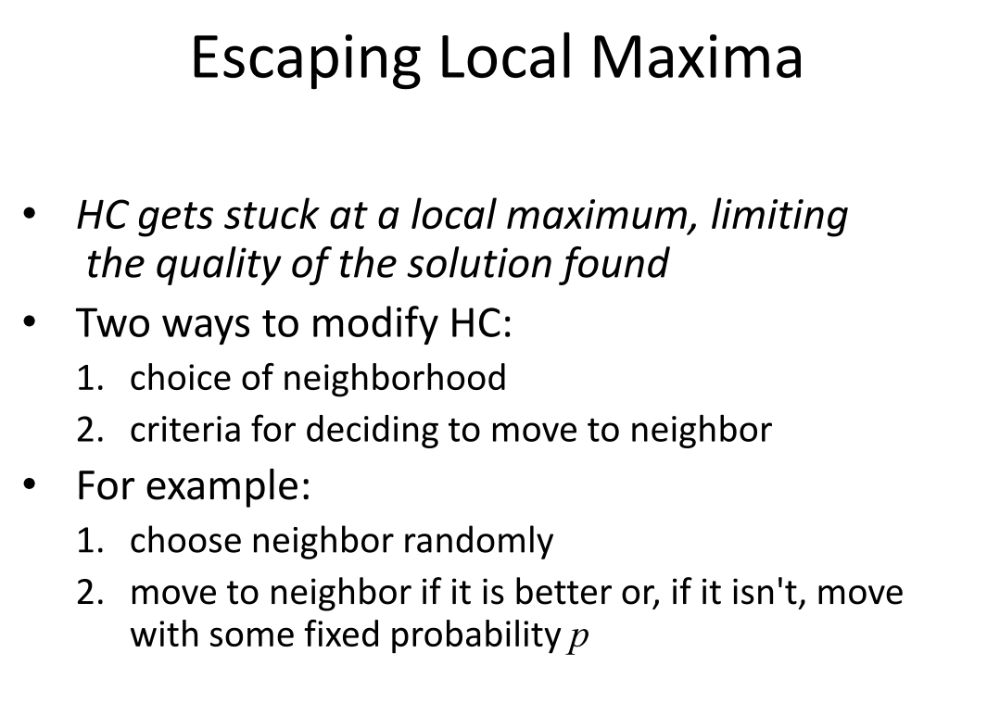 Escaping Local Maxima
• HC gets stuck at a local maximum, limiting
the quality of the solution found
• Two ways to modify HC:
1. choice of neighborhood
2. criteria for deciding to move to neighbor
• For example:
1. choose neighbor randomly
2. move to neighbor if it is better or, if it isn't, move
with some fixed probability p